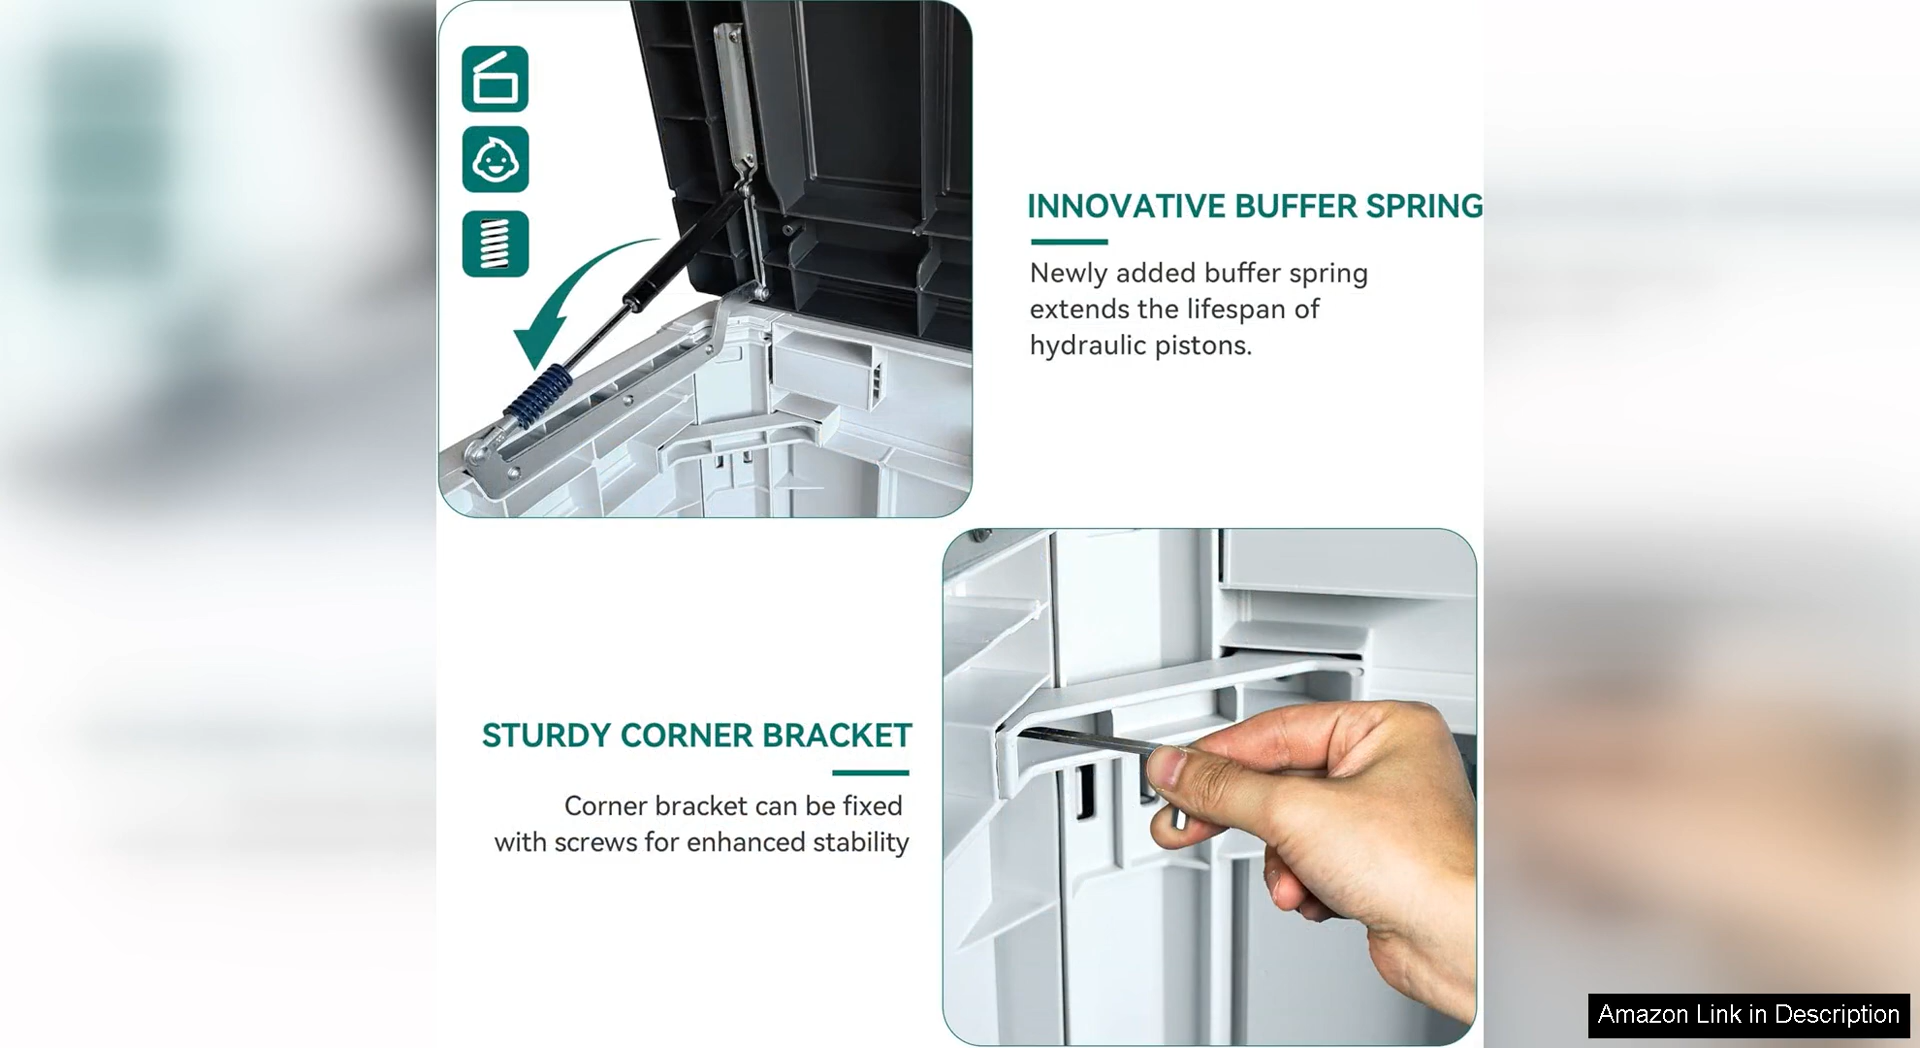 INNOVATIVE BUFFER SPRING
Newly added buffer spring
extends the lifespan of
hydraulic pistons.
STURDY CORNER BRACKET
Corner bracket can be fixed
with screws for enhanced stability
Amazon Link in Description